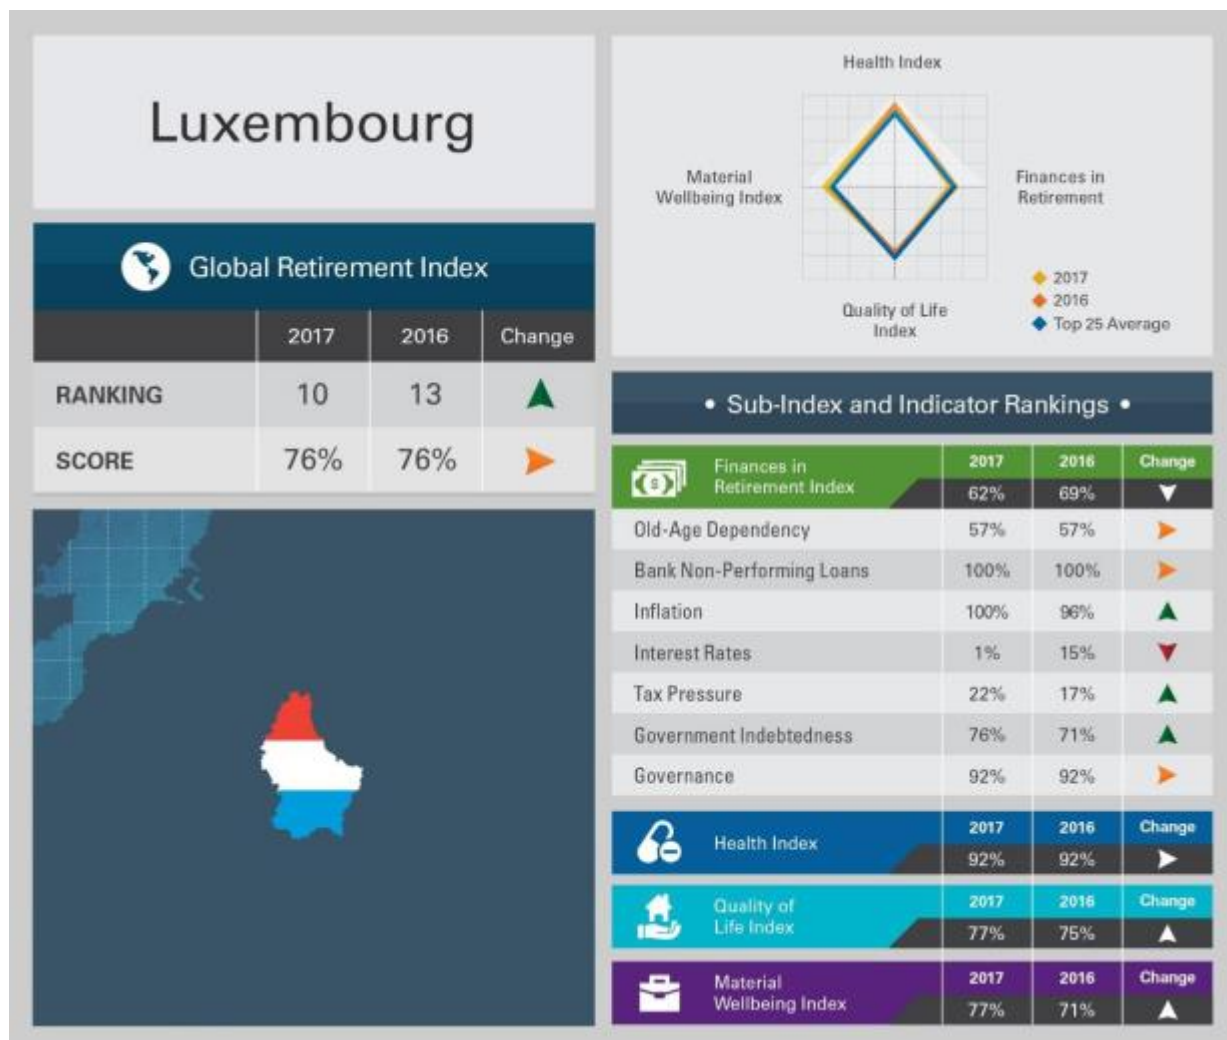 Luxembourg
Global Retirement Index
2017 2016 Change
RANKING 10 13
SCORE 76% 76%
Health Index
Material
Wellbeing Index
Finances in
Retirement
Quality of Life
Index
2017
2016
Top 25 Average
• Sub-Index and Indicator Rankings •
Finances in
Retirement Index
2017 2016 Change
62% 69%
Old-Age Dependency 57% 57%
Bank Non-Performing Loans 100% 100%
Inflation 100% 96%
Interest Rates 1% 15%
Tax Pressure 22% 17%
Government Indebtedness 76% 71%
Governance 92% 92%
Health Index
2017 2016 Change
92% 92%
Quality of
Life Index
2017 2016 Change
77% 75%
Material
Wellbeing Index
2017 2016 Change
77% 71%